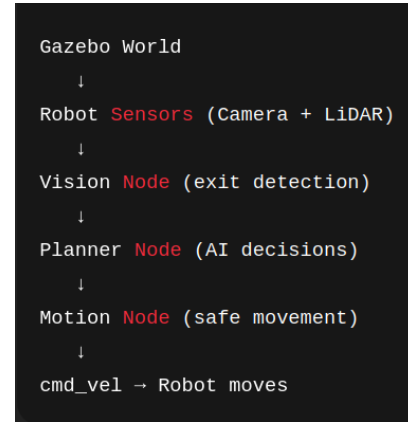 Gazebo World
↓
Robot Sensors (Camera + LiDAR)
↓
Vision Node (exit detection)
↓
Planner Node (AI decisions)
↓
Motion Node (safe movement)
↓
cmd_vel → Robot moves